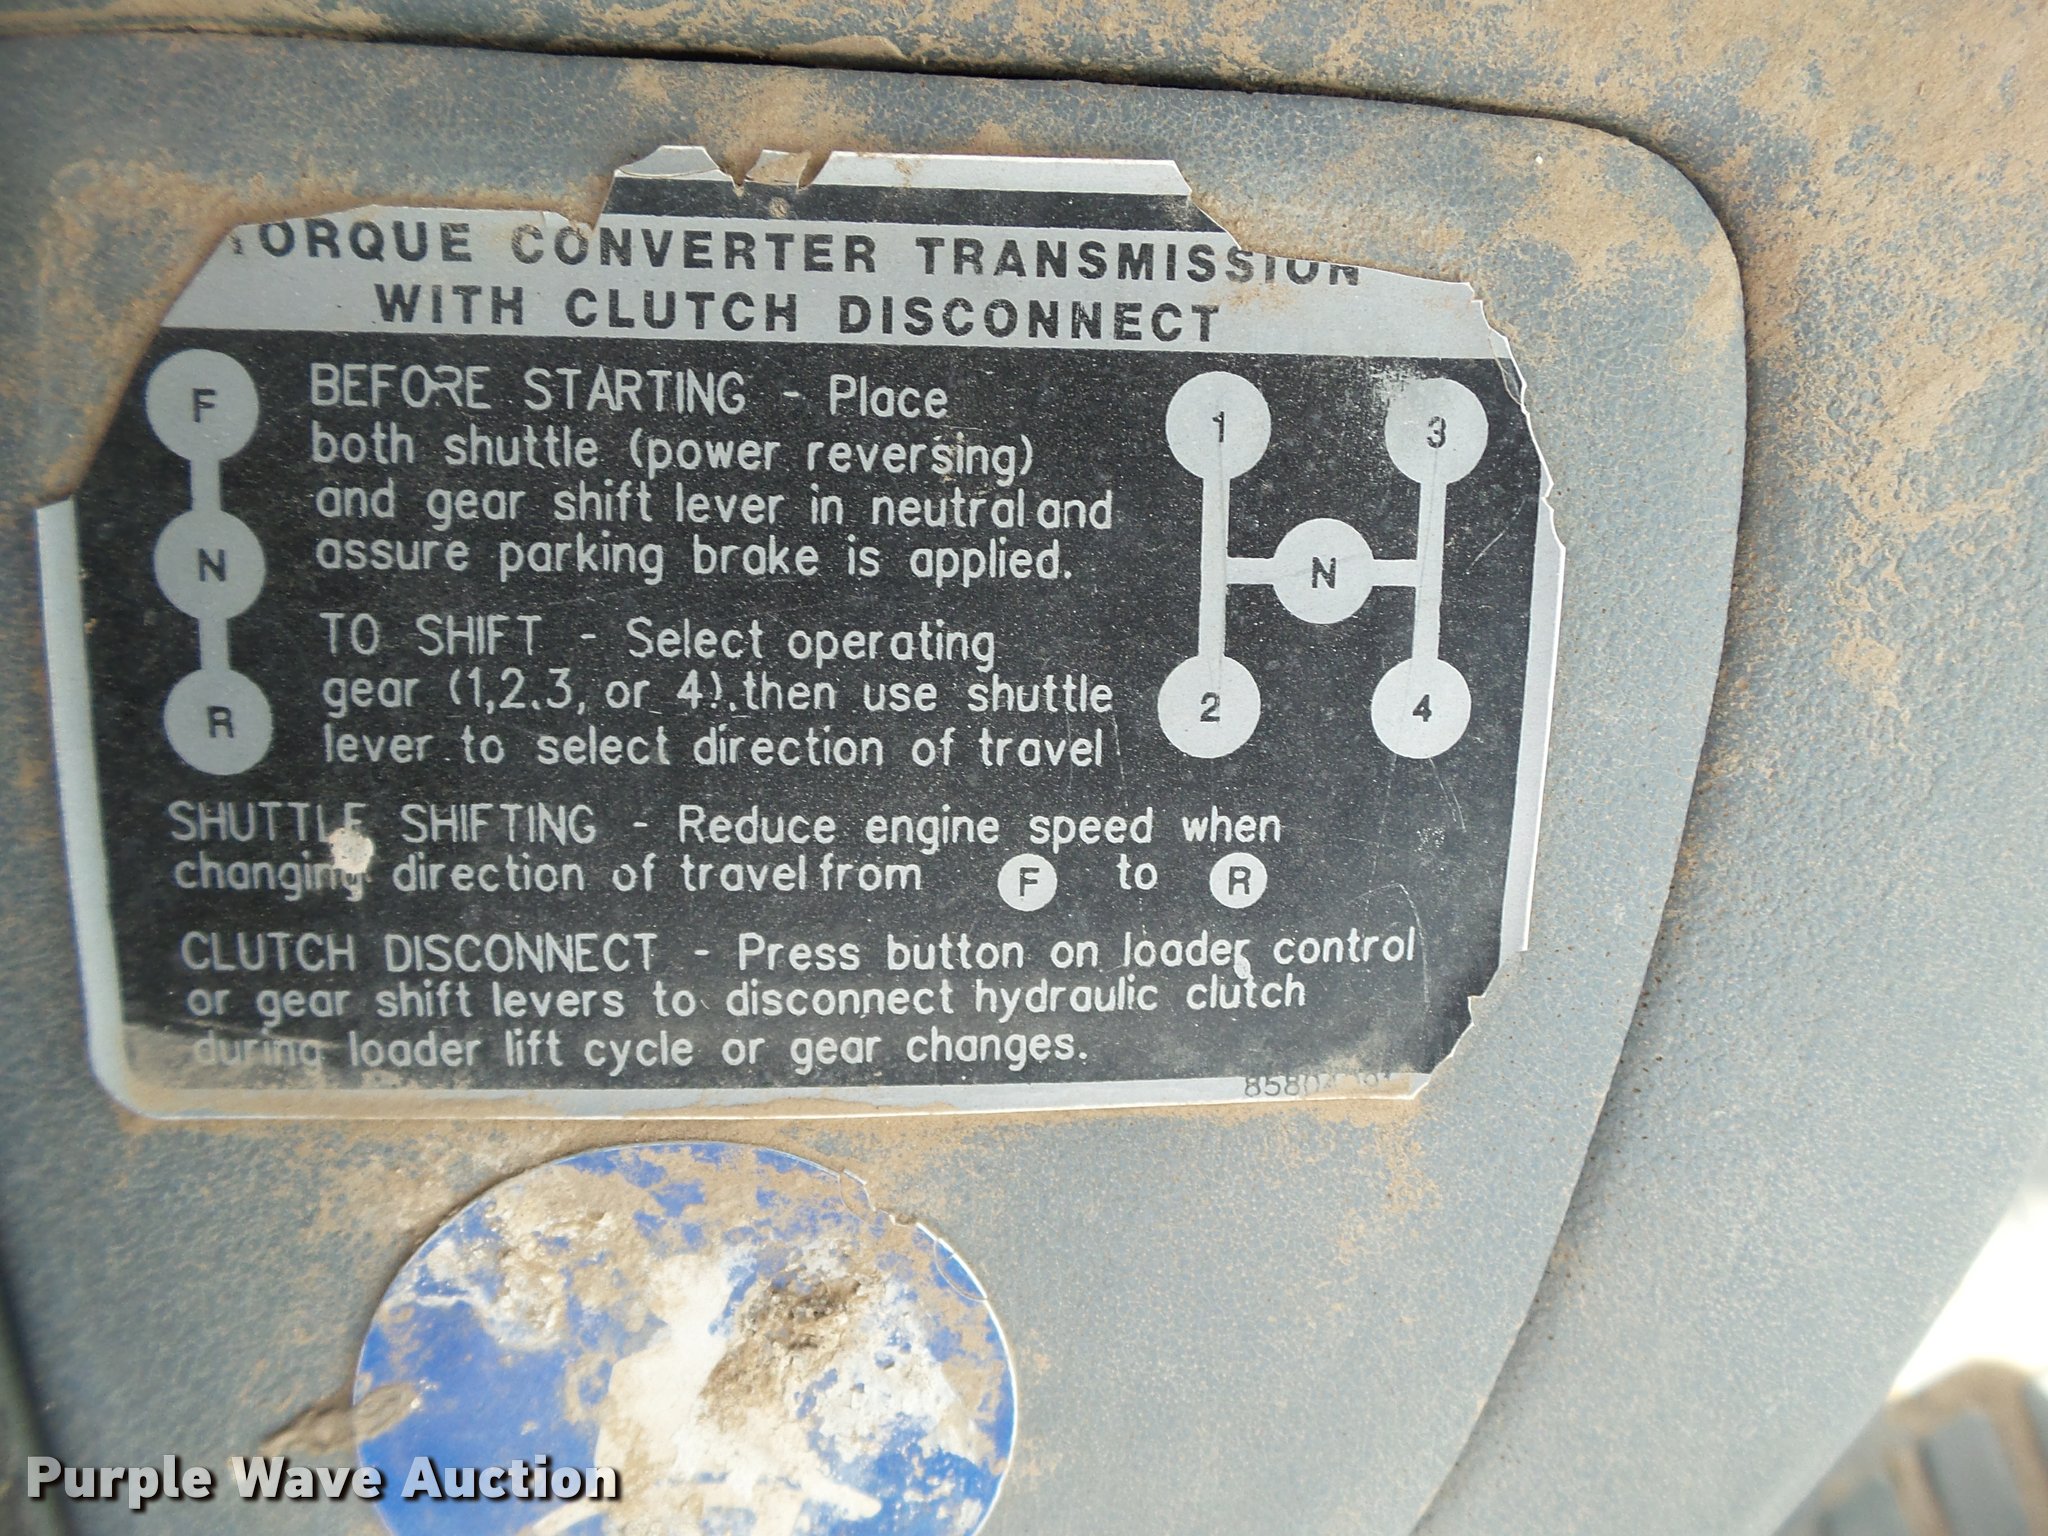 TORQUE CONVERTER TRANSMISSION
WITH CLUTCH DISCONNECT
F
N
R
BEFORE STARTING - Place
both shuttle (power reversing)
and gear shift lever in neutral and
assure parking brake is applied.
TO SHIFT - Select operating
gear (1,2.3, or 4).then use shuttle
lever to select direction of travel
1
3
N
2
4
SHUTTLE SHIFTING - Reduce engine speed when
changing direction of travel from F to R
CLUTCH DISCONNECT - Press button on loader control
or gear shift levers to disconnect hydraulic clutch
during loader lift cycle or gear changes.
Purple Wave Auction